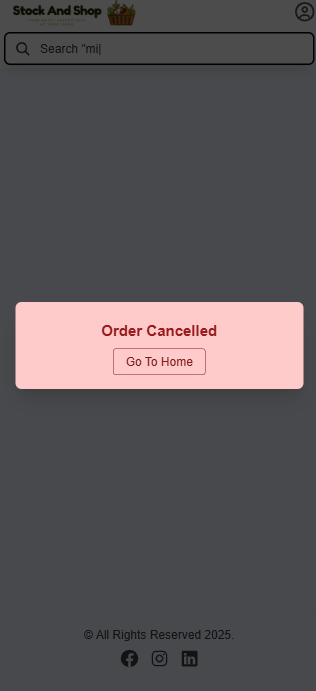 Stock And Shop
Search "mi|
Order Cancelled
Go To Home
© All Rights Reserved 2025.